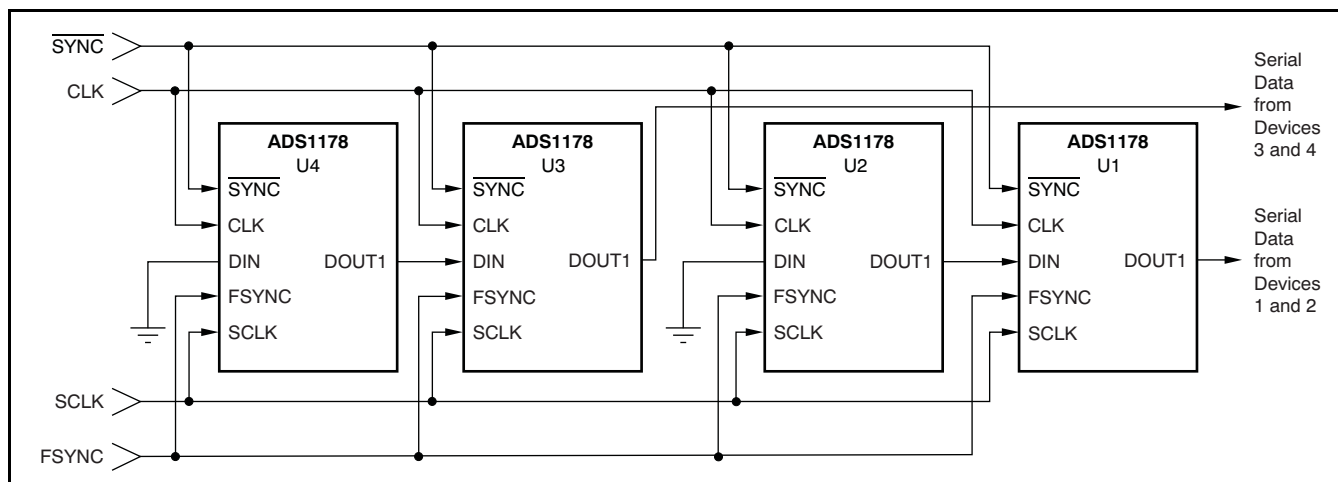 SYNC
CLK
SCLK
FSYNC
ADS1178
U4
SYNC
CLK
DIN
DOUT1
FSYNC
SCLK
ADS1178
U3
SYNC
CLK
DIN
DOUT1
FSYNC
SCLK
ADS1178
U2
SYNC
CLK
DIN
DOUT1
FSYNC
SCLK
ADS1178
U1
SYNC
CLK
DIN
DOUT1
FSYNC
SCLK
Serial
Data
from
Devices
3 and 4
Serial
Data
from
Devices
1 and 2